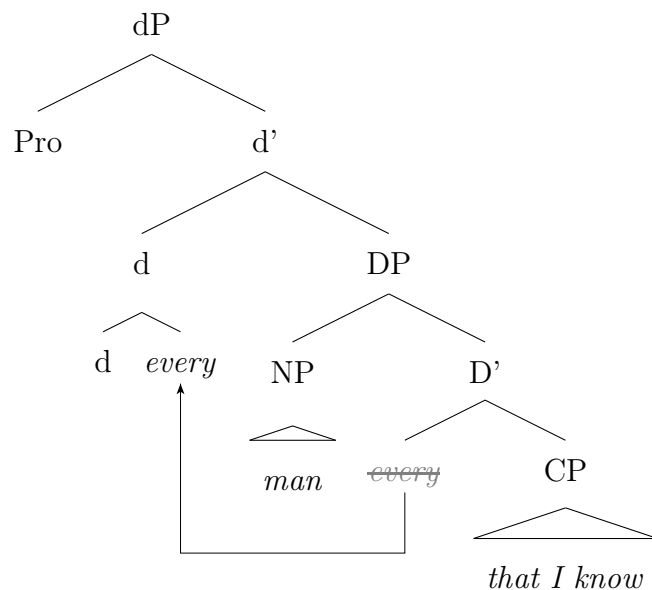 dP
Pro d'
d DP
d every NP D'
man every CP
that I know